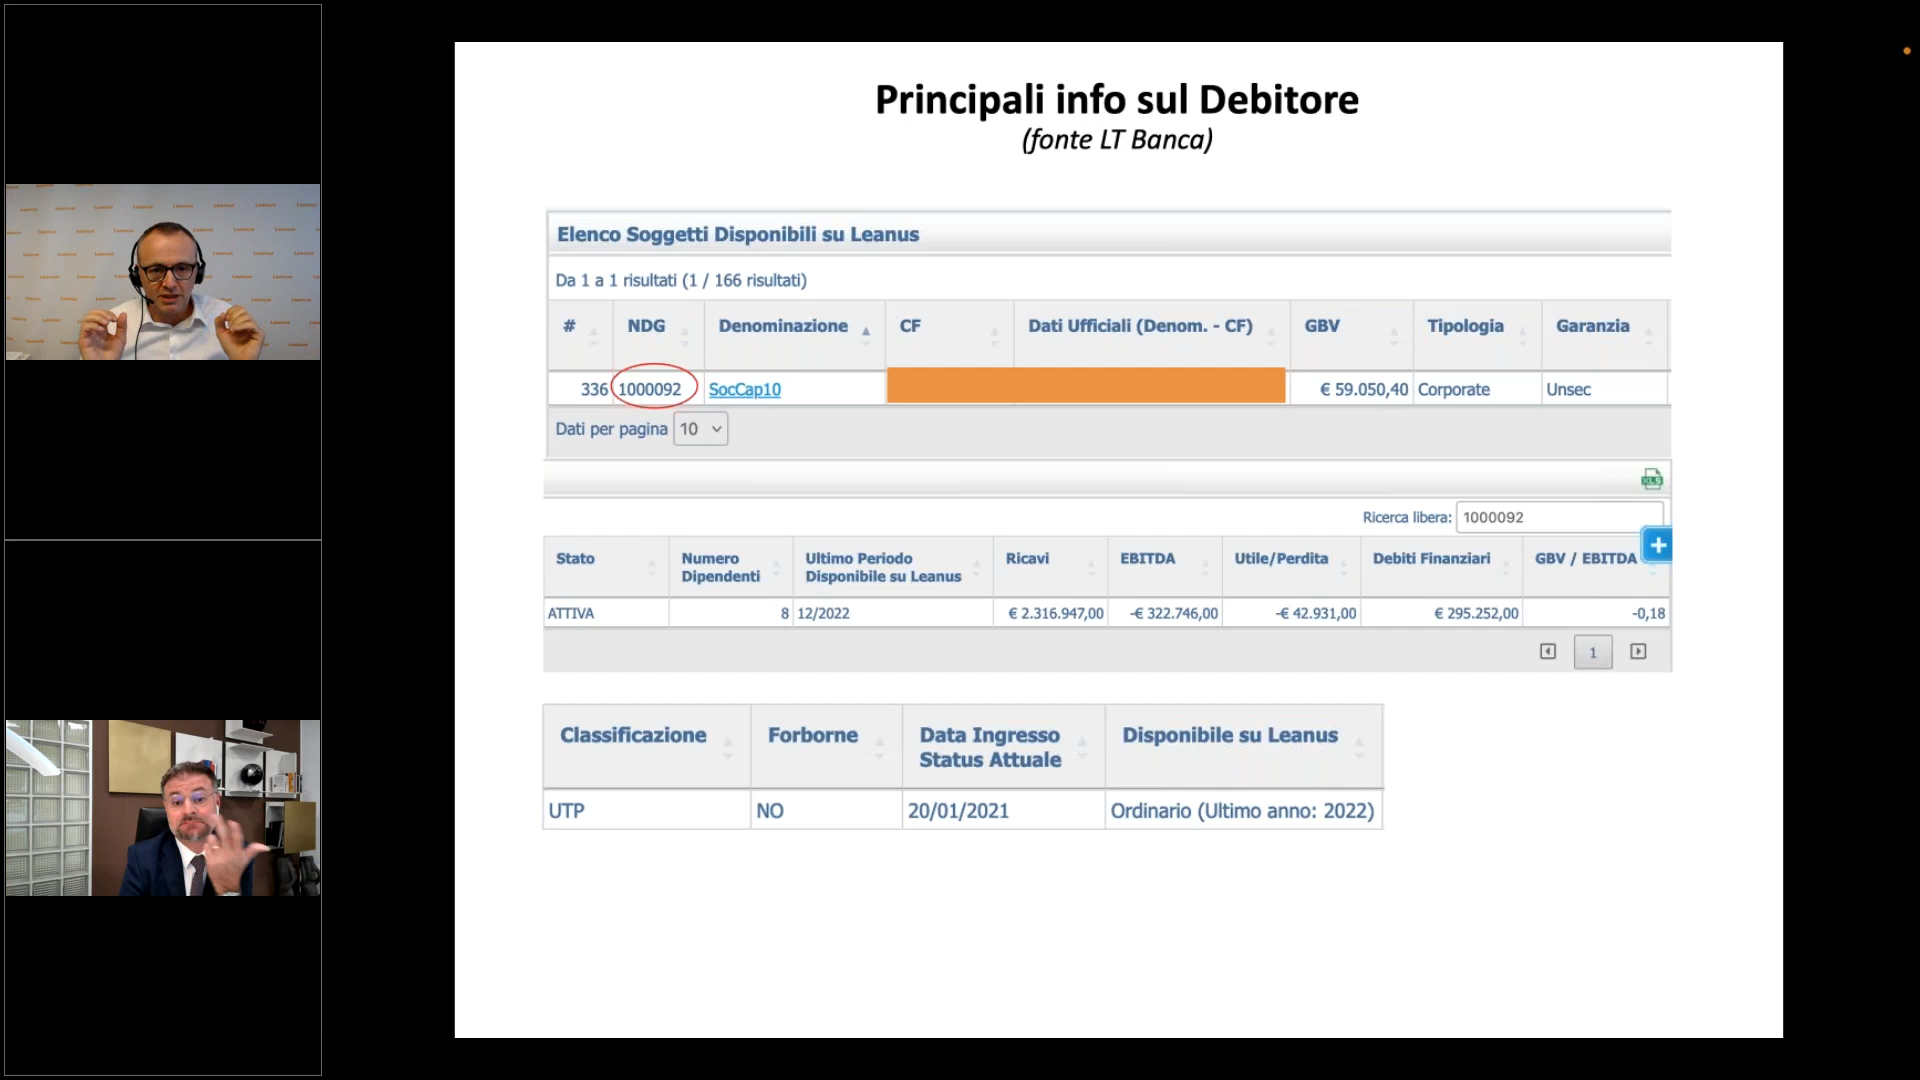 Principali info sul Debitore
(fonte LT Banca)
Elenco Soggetti Disponibili su Leanus
Da 1 a 1 risultati (1 / 166 risultati)
# NDG Denominazione CF Dati Ufficiali (Denom. - CF) GBV Tipologia Garanzia
336 1000092 SocCap10 € 59.050,40 Corporate Unsec
Dati per pagina 10
XLS
Ricerca libera: 1000092
+
Stato Numero Dipendenti Ultimo Periodo Disponibile su Leanus Ricavi EBITDA Utile/Perdita Debiti Finanziari GBV / EBITDA
ATTIVA 8 12/2022 € 2.316.947,00 -€ 322.746,00 -€ 42.931,00 € 295.252,00 -0,18
1
Classificazione Forborne Data Ingresso Status Attuale Disponibile su Leanus
UTP NO 20/01/2021 Ordinario (Ultimo anno: 2022)